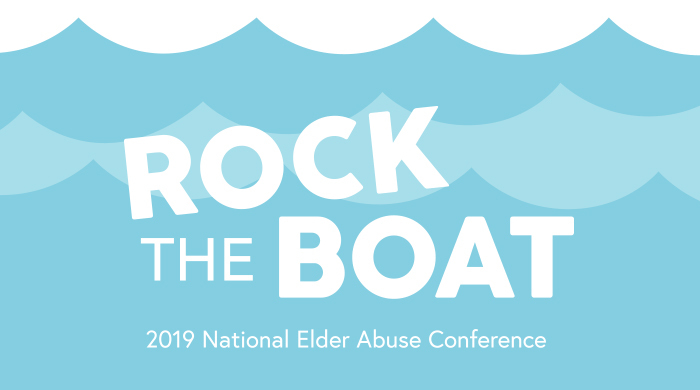 ROCK
THE BOAT
2019 National Elder Abuse Conference